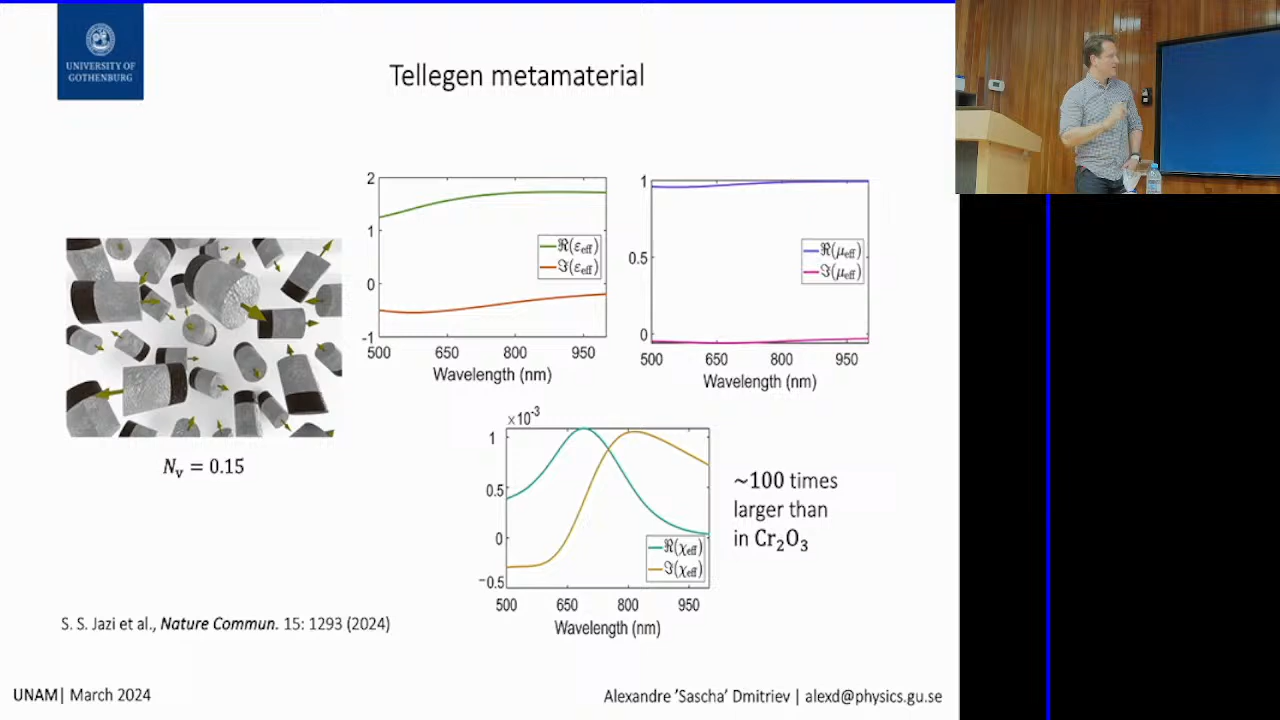 UNIVERSITY OF
GOTHENBURG
Tellegen metamaterial
2
1
0
-1
500
650
800
950
Wavelength (nm)
ℜ(ε_eff)
ℑ(ε_eff)
1
0.5
0
500
650
800
950
Wavelength (nm)
ℜ(μ_eff)
ℑ(μ_eff)
N_v = 0.15
×10^-3
1
0.5
0
−0.5
500
650
800
950
Wavelength (nm)
ℜ(χ_eff)
ℑ(χ_eff)
~100 times
larger than
in Cr₂O₃
S. S. Jazi et al., Nature Commun. 15: 1293 (2024)
UNAM| March 2024
Alexandre ’Sascha’ Dmitriev | alexd@physics.gu.se